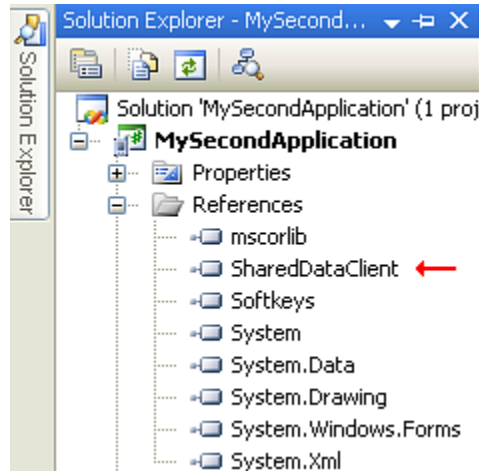 Solution Explorer - MySecond...
Solution Explorer
Solution 'MySecondApplication' (1 proj
MySecondApplication
Properties
References
mscorlib
SharedDataClient
Softkeys
System
System.Data
System.Drawing
System.Windows.Forms
System.Xml